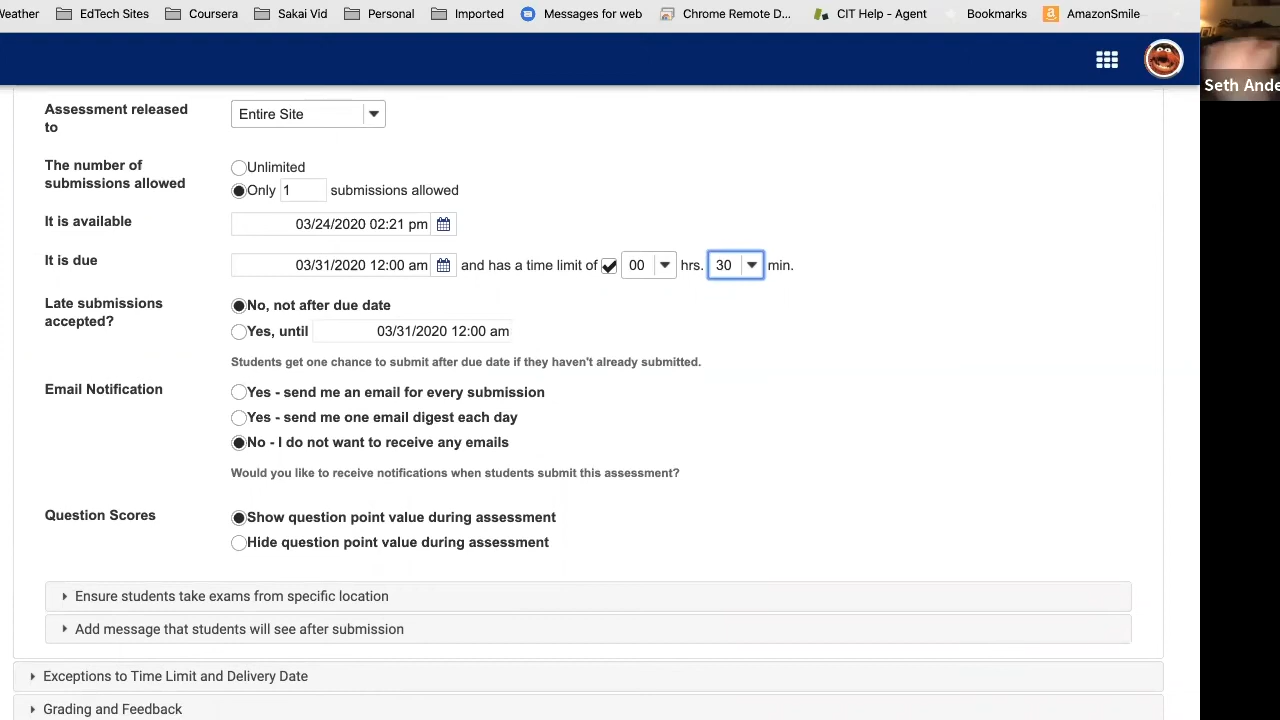 Weather EdTech Sites Coursera Sakai Vid Personal Imported Messages for web Chrome Remote D... CIT Help - Agent Bookmarks AmazonSmile
Seth Ande
Assessment released
to
Entire Site
The number of
submissions allowed
Unlimited
Only 1 submissions allowed
It is available
03/24/2020 02:21 pm
It is due
03/31/2020 12:00 am and has a time limit of 00 hrs. 30 min.
Late submissions
accepted?
No, not after due date
Yes, until 03/31/2020 12:00 am
Students get one chance to submit after due date if they haven't already submitted.
Email Notification
Yes - send me an email for every submission
Yes - send me one email digest each day
No - I do not want to receive any emails
Would you like to receive notifications when students submit this assessment?
Question Scores
Show question point value during assessment
Hide question point value during assessment
Ensure students take exams from specific location
Add message that students will see after submission
Exceptions to Time Limit and Delivery Date
Grading and Feedback